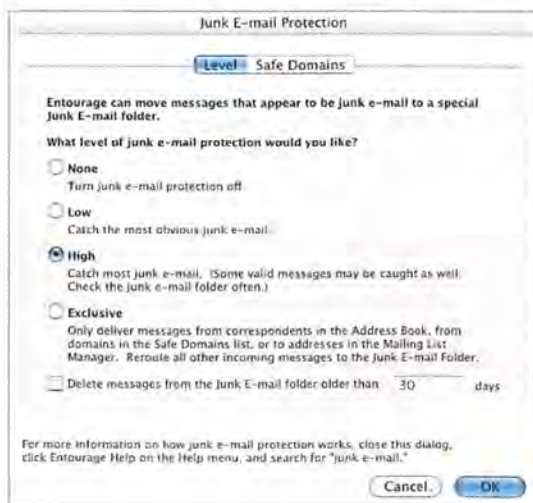 Junk E-mail Protection
Level Safe Domains
Entourage can move messages that appear to be junk e-mail to a special
Junk E-mail folder.
What level of junk e-mail protection would you like?
None
Turn junk e-mail protection off
Low
Catch the most obvious junk e-mail.
High
Catch most junk e-mail. (Some valid messages may be caught as well.
Check the junk e-mail folder often.)
Exclusive
Only deliver messages from correspondents in the Address Book, from
domains in the Safe Domains list, or to addresses in the Mailing List
Manager. Reroute all other incoming messages to the Junk E-mail Folder.
Delete messages from the Junk E-mail folder older than 30 days
For more information on how junk e-mail protection works, close this dialog,
click Entourage Help on the Help menu, and search for "junk e-mail."
Cancel OK